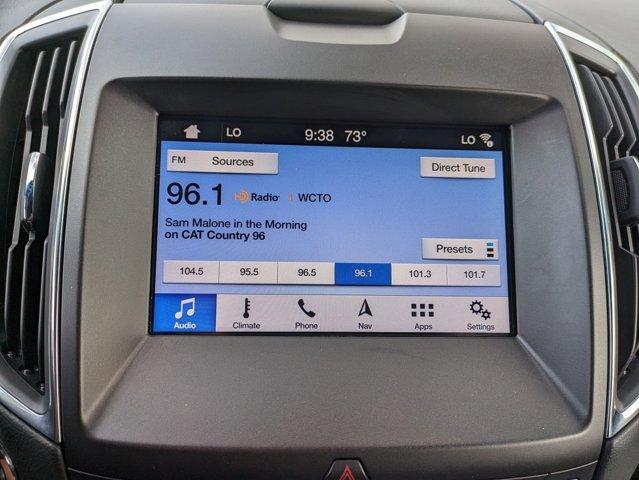 LO 9:38 73° LO
FM Sources Direct Tune
96.1 HD Radio 1 WCTO
Sam Malone in the Morning
on CAT Country 96
Presets
104.5 95.5 96.5 96.1 101.3 101.7
Audio Climate Phone Nav Apps Settings